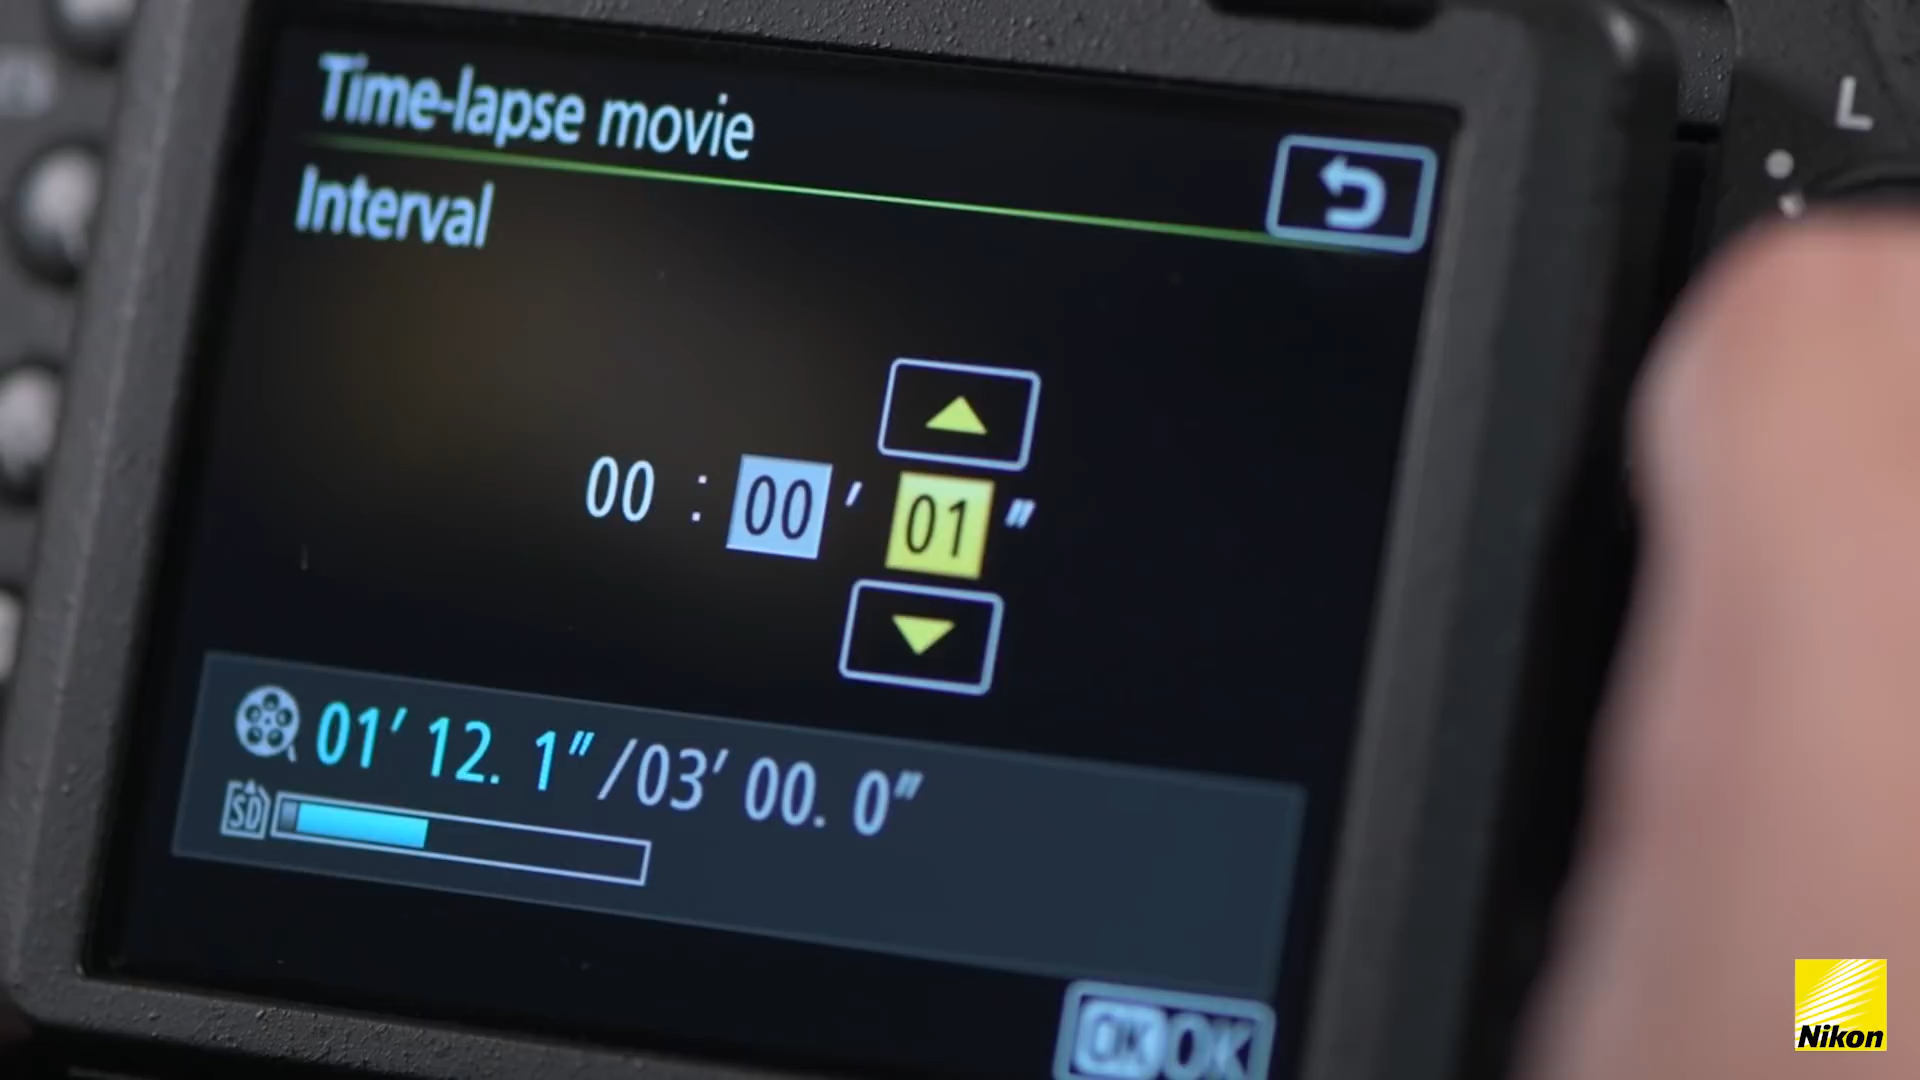 Time-lapse movie
Interval
00 : 00 ′ 01 ″
01′ 12. 1″ /03′ 00. 0″
SD
OK OK
L
Nikon